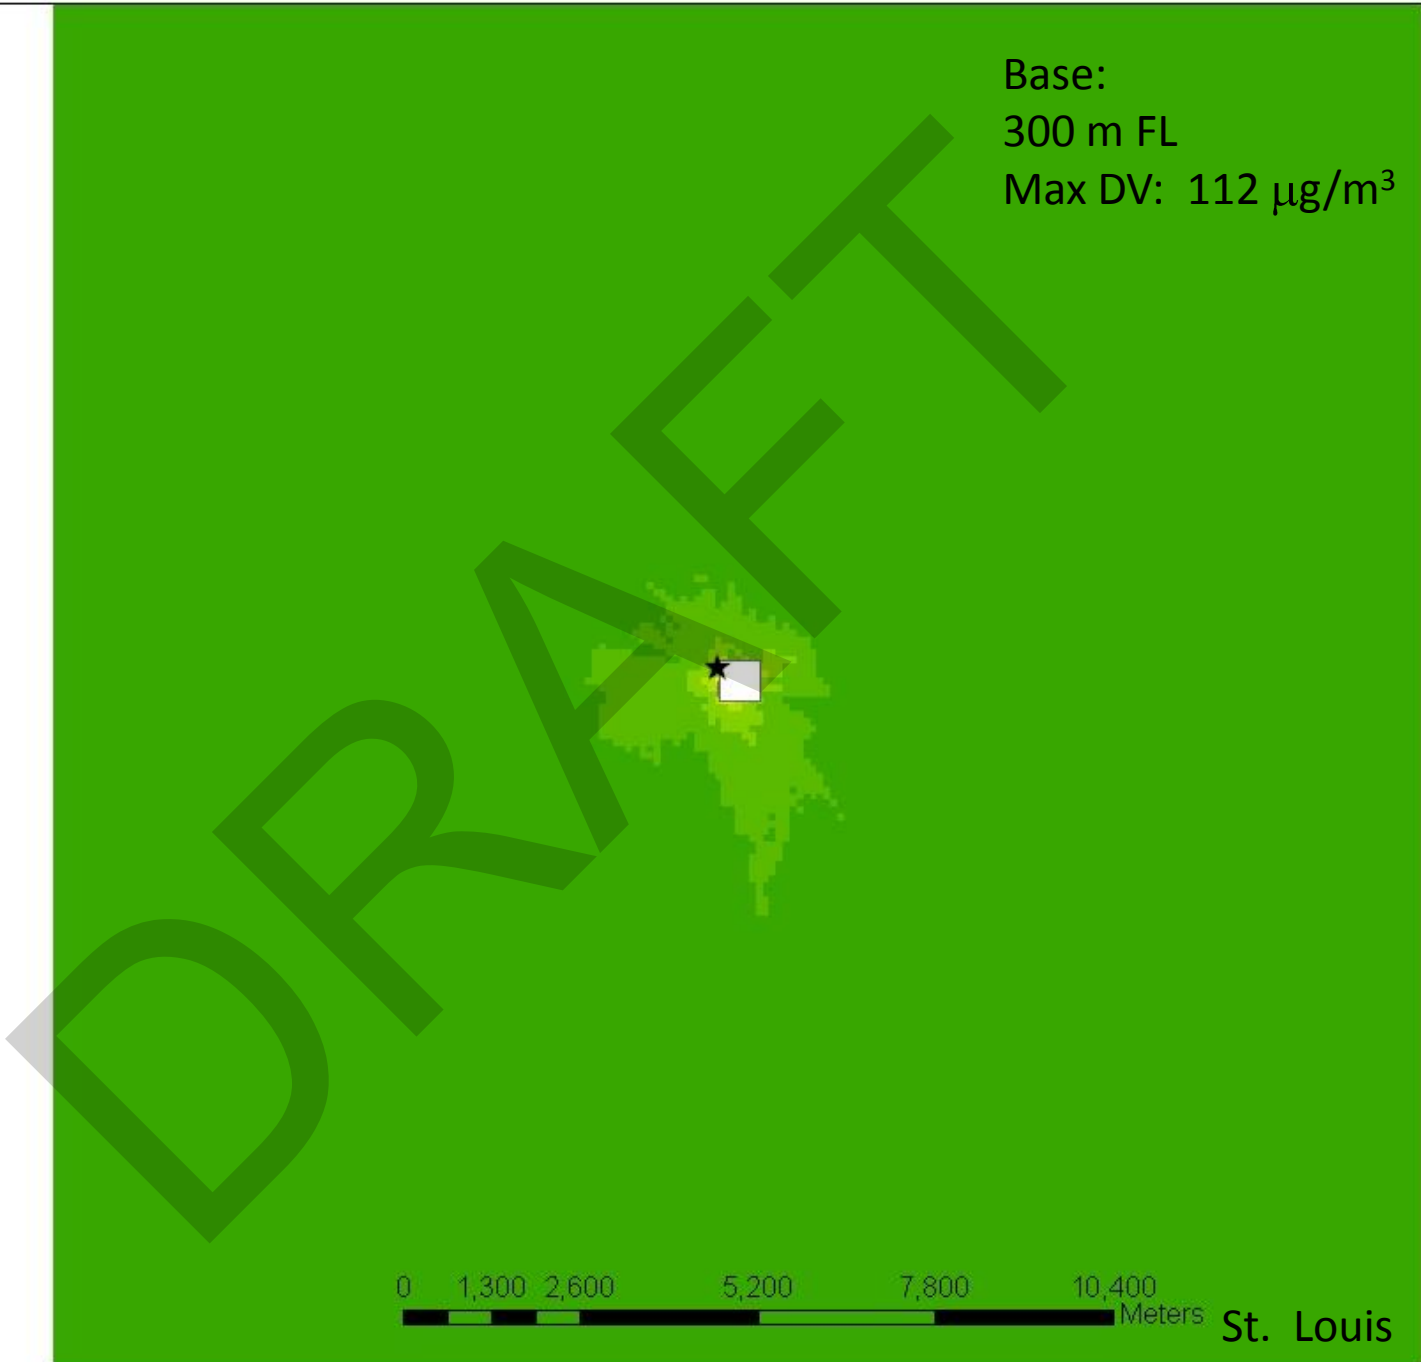 Base:
300 m FL
Max DV: 112 µg/m³
DRAFT
0 1,300 2,600 5,200 7,800 10,400
Meters
St. Louis